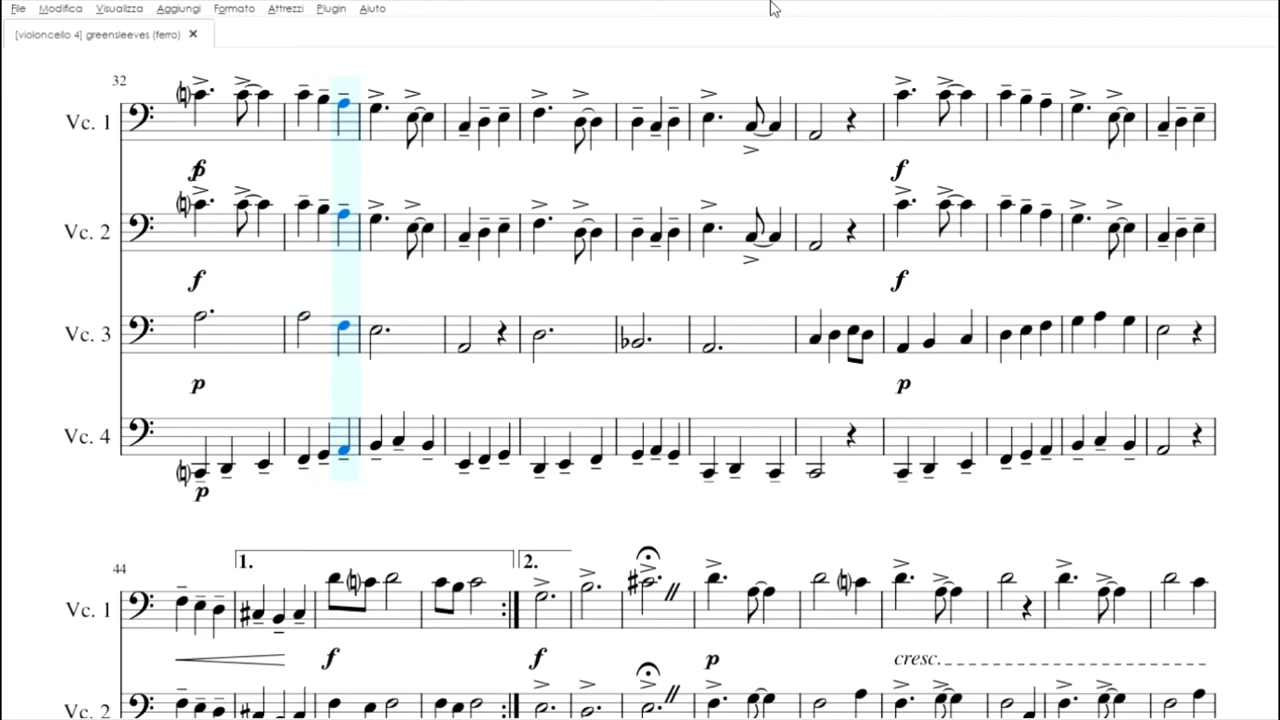 File Modifica Visualizza Aggiungi Formato Attrezzi Plugin Aiuto
[violoncello 4] greensleeves (ferro) ×
32
Vc. 1
f
Vc. 2
f f
Vc. 3
p p
Vc. 4
p
44 1. 2.
Vc. 1
f f p cresc.
Vc. 2